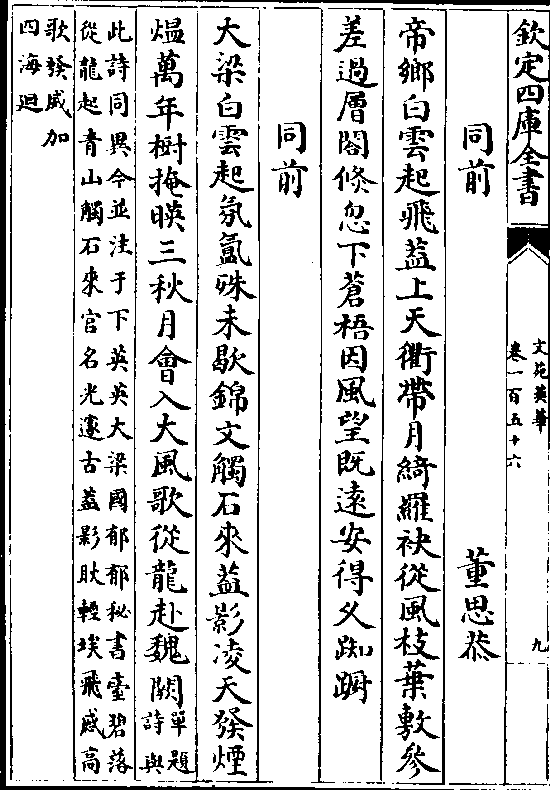 欽定四庫全書
文苑英華
卷一百五十六
九
同前
董思恭
帝鄉白雲起飛蓋上天衢帶月綺羅袂從風枝葉敷參
差過層閣倏忽下蒼梧因風望既遠安得久踟蹰
同前
大梁白雲起氛氲殊未歇錦文觸石來蓋影凌天發煙
熅萬年樹掩暎三秋月會入大風歌從龍赴魏闕
單題
詩與
此詩同異今並注于下英英大梁國郁郁秘書臺碧落
從龍起青山觸石來官名光邃古蓋影耿輕埃飛感高
歌發威加
四海迴